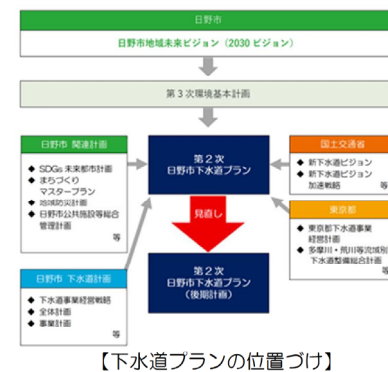 日野市
日野市地域未来ビジョン（2030 ビジョン）
第３次環境基本計画
日野市 関連計画
◆ SDGs 未来都市計画
◆ まちづくり
マスタープラン
◆ 地域防災計画
◆ 日野市公共施設等総合
管理計画
等
第２次
日野市下水道プラン
国土交通省
◆ 新下水道ビジョン
◆ 新下水道ビジョン
加速戦略
等
見直し
東京都
◆ 東京都下水道事業
経営計画
◆ 多摩川・荒川等流域別
下水道整備総合計画
等
日野市 下水道計画
◆ 下水道事業経営戦略
◆ 全体計画
◆ 事業計画
等
第２次
日野市下水道プラン
（後期計画）
【下水道プランの位置づけ】